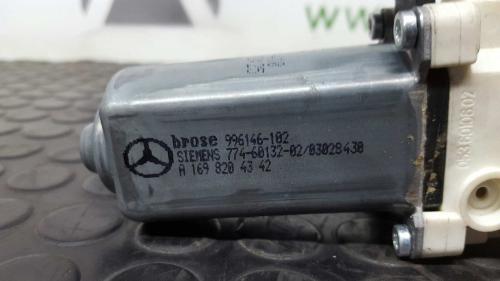 brose 996146-102
SIEMENS 774-60132-02/03028430
A 169 820 43 42